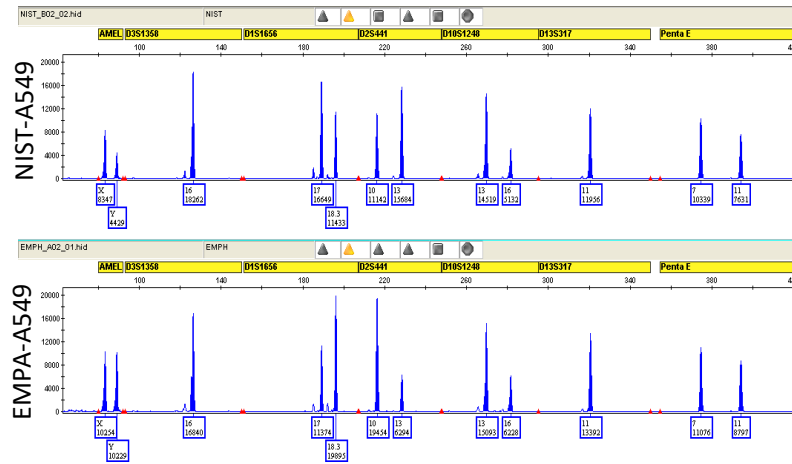 NIST_B02_02.hid NIST
AMEL D3S1358 D1S1656 D2S441 D10S1248 D13S317 Penta E
100 140 180 220 260 300 340 380 420
NIST-A549
20000
16000
12000
8000
4000
0
X 16 17 10 13 13 16 11 7 11
8347 18262 16649 11142 15684 14519 5132 11956 10339 7631
Y 18.3
4429 11433
EMPH_A02_01.hid EMPH
AMEL D3S1358 D1S1656 D2S441 D10S1248 D13S317 Penta E
100 140 180 220 260 300 340 380 420
EMPA-A549
20000
16000
12000
8000
4000
0
X 16 17 10 13 13 16 11 7 11
10254 16840 11374 19454 6294 15093 6228 13392 11076 8797
Y 18.3
10229 19895